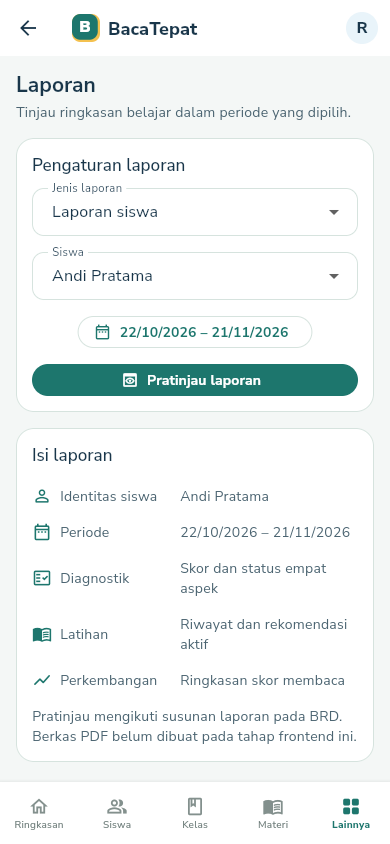 B BacaTepat R
Laporan
Tinjau ringkasan belajar dalam periode yang dipilih.
Pengaturan laporan
Jenis laporan
Laporan siswa
Siswa
Andi Pratama
22/10/2026 – 21/11/2026
Pratinjau laporan
Isi laporan
Identitas siswa Andi Pratama
Periode 22/10/2026 – 21/11/2026
Diagnostik Skor dan status empat
aspek
Latihan Riwayat dan rekomendasi
aktif
Perkembangan Ringkasan skor membaca
Pratinjau mengikuti susunan laporan pada BRD.
Berkas PDF belum dibuat pada tahap frontend ini.
Ringkasan Siswa Kelas Materi Lainnya